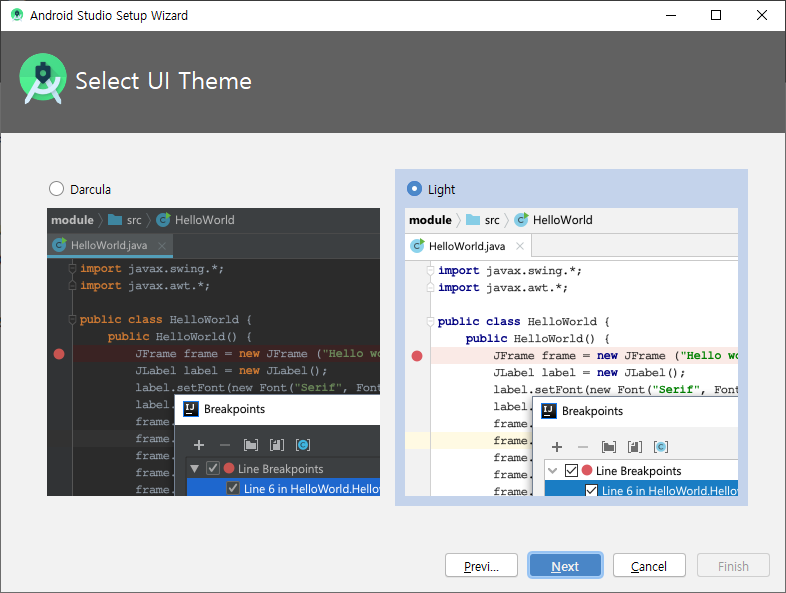 Android Studio Setup Wizard
Select UI Theme
Darcula
module src HelloWorld
HelloWorld.java
import javax.swing.*;
import javax.awt.*;
public class HelloWorld {
public HelloWorld() {
JFrame frame = new JFrame ("Hello wo
JLabel label = new JLabel();
label.setFont(new Font("Serif", Font
label.
frame.
frame.
frame.
frame.
frame.
Breakpoints
Line Breakpoints
Line 6 in HelloWorld.Hello
Light
module src HelloWorld
HelloWorld.java
import javax.swing.*;
import javax.awt.*;
public class HelloWorld {
public HelloWorld() {
JFrame frame = new JFrame ("Hello wo
JLabel label = new JLabel();
label.setFont(new Font("Serif", Font
label.
frame.
frame.
frame.
frame.
frame.
Breakpoints
Line Breakpoints
Line 6 in HelloWorld.Hello
Previ... Next Cancel Finish